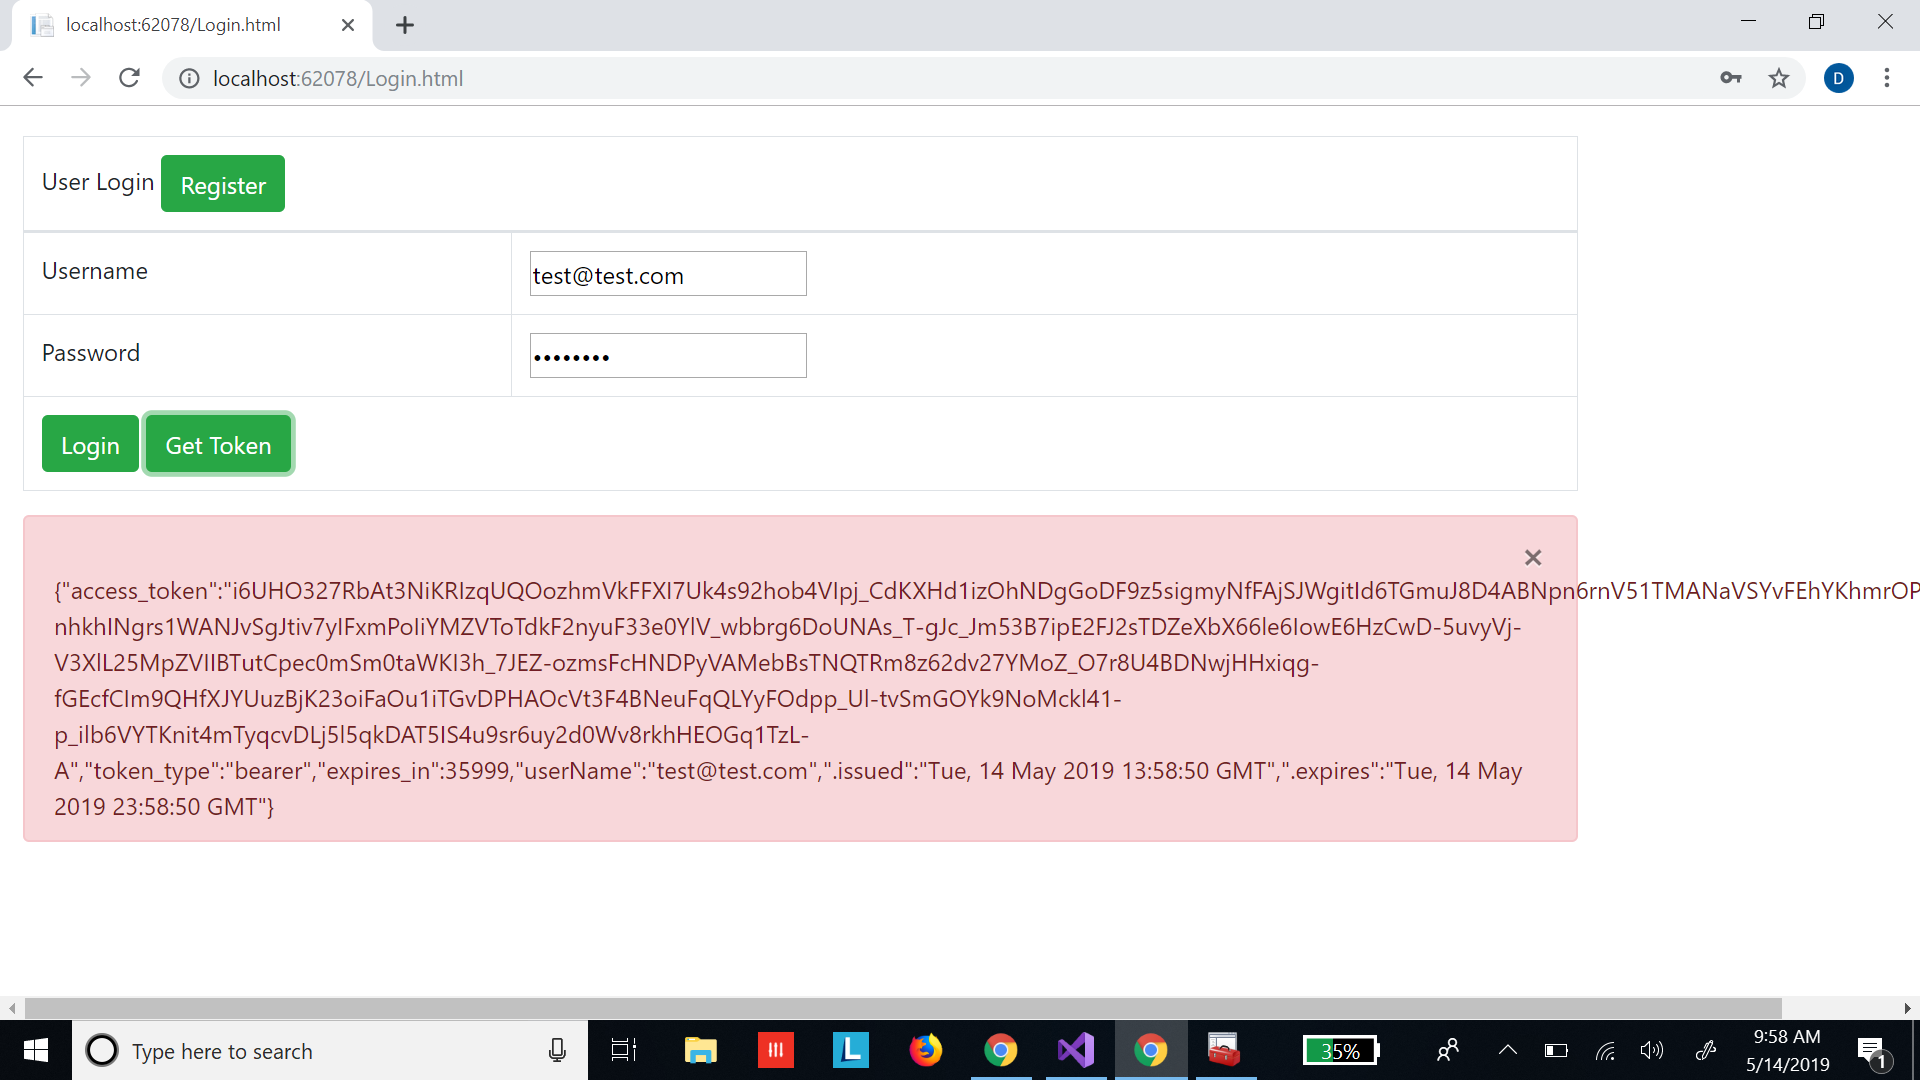 localhost:62078/Login.html
localhost:62078/Login.html
D
User Login Register
Username
test@test.com
Password
Login Get Token
{"access_token":"i6UHO327RbAt3NiKRIzqUQOozhmVkFFXI7Uk4s92hob4VIpj_CdKXHd1izOhNDgGoDF9z5sigmyNfFAjSJWgitId6TGmuJ8D4ABNpn6rnV51TMANaVSYvFEhYKhmrOP
nhkhINgrs1WANJvSgJtiv7yIFxmPoIiYMZVToTdkF2nyuF33e0YlV_wbbrg6DoUNAs_T-gJc_Jm53B7ipE2FJ2sTDZeXbX66le6IowE6HzCwD-5uvyVj-
V3XlL25MpZVIIBTutCpec0mSm0taWKI3h_7JEZ-ozmsFcHNDPyVAMebBsTNQTRm8z62dv27YMoZ_O7r8U4BDNwjHHxiqg-
fGEcfCIm9QHfXJYUuzBjK23oiFaOu1iTGvDPHAOcVt3F4BNeuFqQLYyFOdpp_Ul-tvSmGOYk9NoMckl41-
p_ilb6VYTKnit4mTyqcvDLj5l5qkDAT5IS4u9sr6uy2d0Wv8rkhHEOGq1TzL-
A","token_type":"bearer","expires_in":35999,"userName":"test@test.com",".issued":"Tue, 14 May 2019 13:58:50 GMT",".expires":"Tue, 14 May
2019 23:58:50 GMT"}
Type here to search
L
35%
9:58 AM
5/14/2019
1